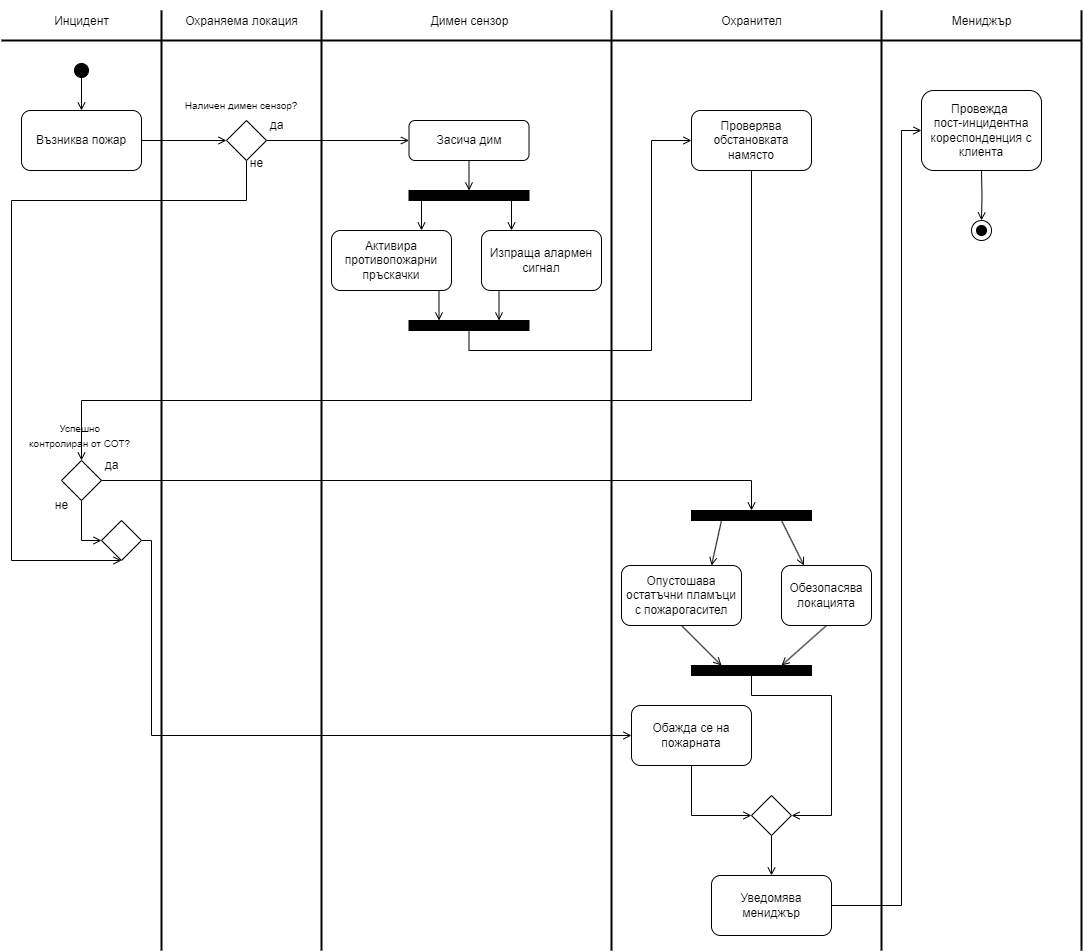 Инцидент
Охраняема локация
Димен сензор
Охранител
Мениджър
Възниква пожар
Наличен димен сензор?
да
не
Засича дим
Активира
противопожарни
пръскачки
Изпраща алармен
сигнал
Проверява
обстановката
намясто
Провежда
пост-инцидентна
кореспонденция с
клиента
Успешно
контролиран от СОТ?
да
не
Опустошава
остатъчни пламъци
с пожарогасител
Обезопасява
локацията
Обажда се на
пожарната
Уведомява
мениджър